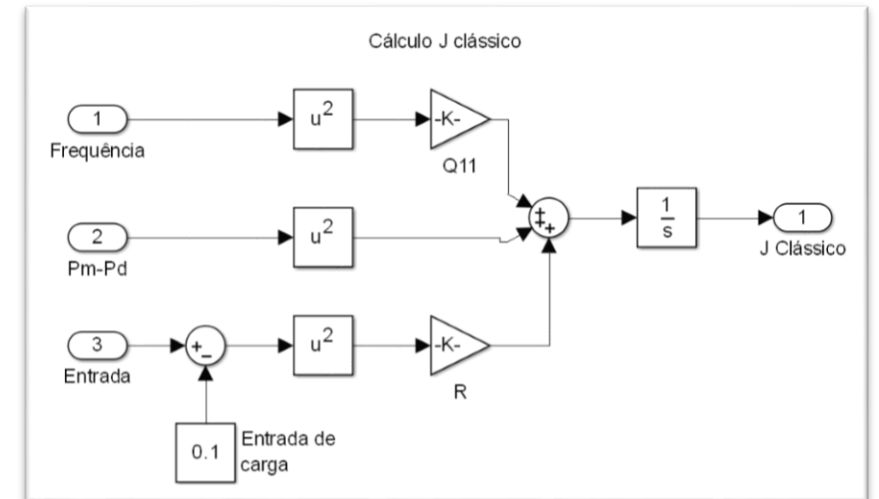 Cálculo J clássico
1
Frequência
u2
-K-
Q11
2
Pm-Pd
u2
+
+
+
1
s
1
J Clássico
3
Entrada
+
-
u2
-K-
R
0.1
Entrada de
carga